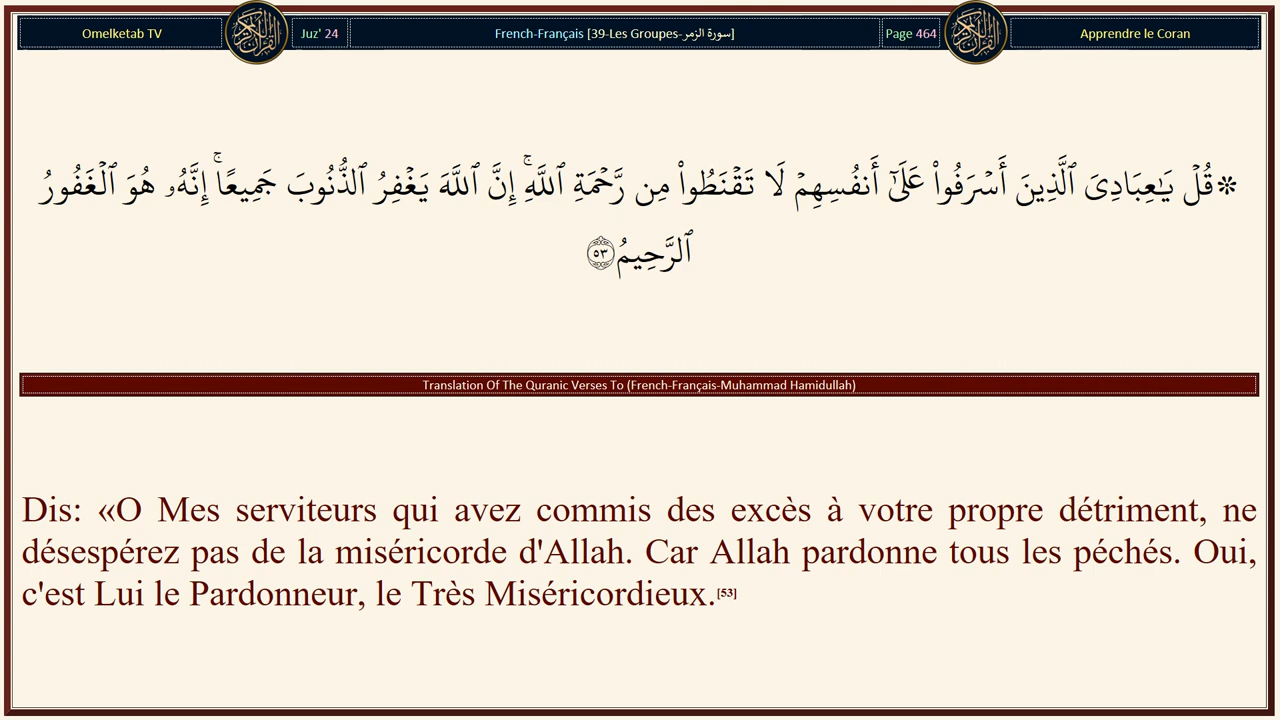 Omelketab TV
Juz' 24
French-Français [39-Les Groupes-سورة الزمر]
Page 464
Apprendre le Coran
۞قُلۡ يَٰعِبَادِيَ ٱلَّذِينَ أَسۡرَفُواْ عَلَىٰٓ أَنفُسِهِمۡ لَا تَقۡنَطُواْ مِن رَّحۡمَةِ ٱللَّهِۚ إِنَّ ٱللَّهَ يَغۡفِرُ ٱلذُّنُوبَ جَمِيعًاۚ إِنَّهُۥ هُوَ ٱلۡغَفُورُ
ٱلرَّحِيمُ ٥٣
Translation Of The Quranic Verses To (French-Français-Muhammad Hamidullah)
Dis: «O Mes serviteurs qui avez commis des excès à votre propre détriment, ne
désespérez pas de la miséricorde d'Allah. Car Allah pardonne tous les péchés. Oui,
c'est Lui le Pardonneur, le Très Miséricordieux.[53]